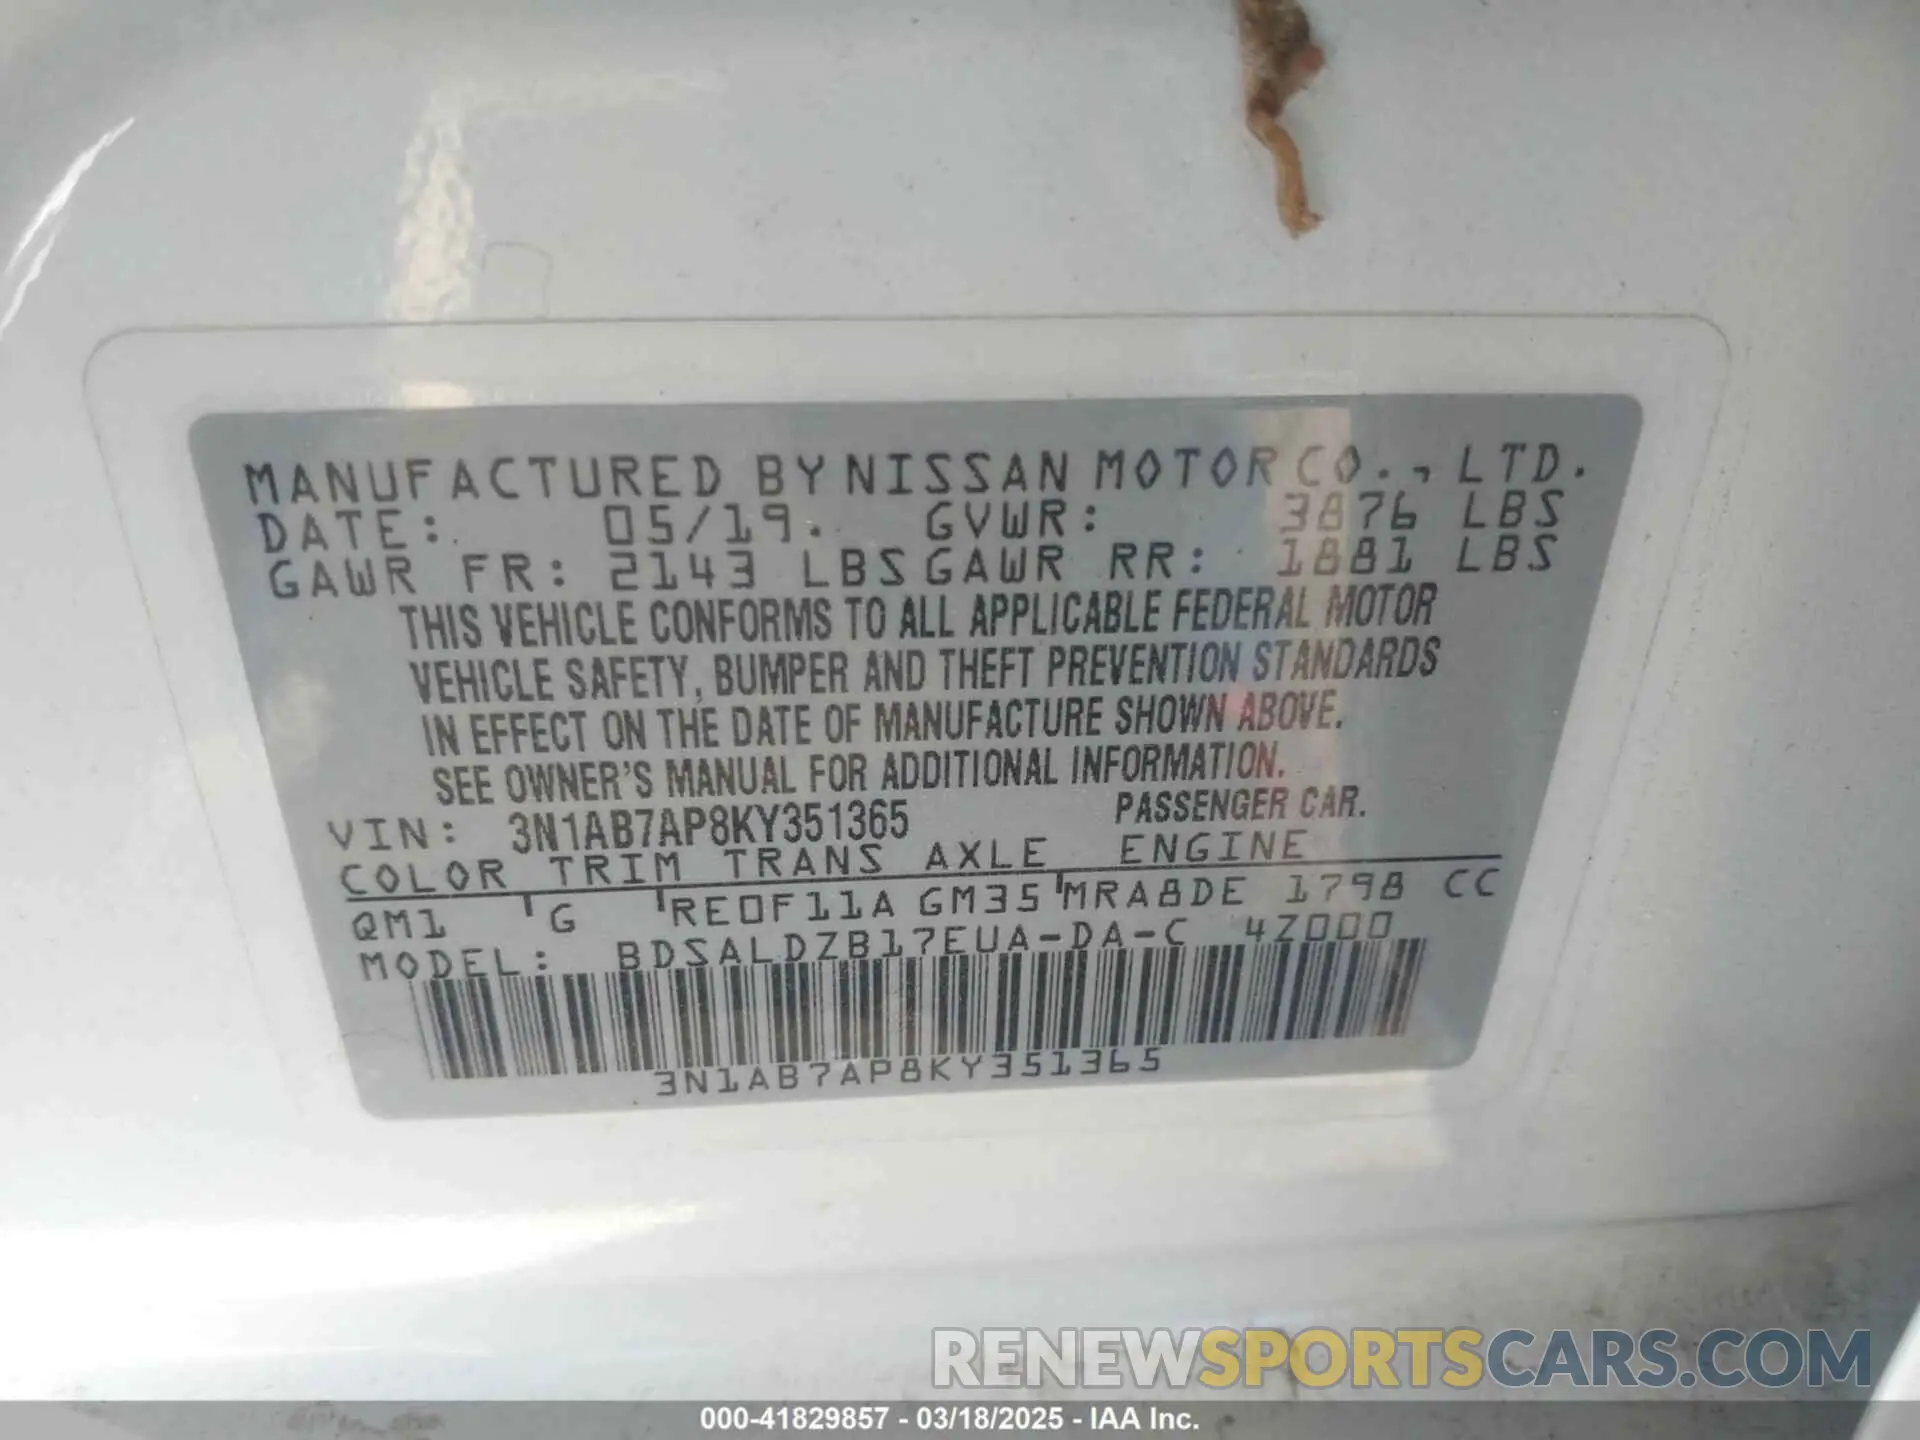 MANUFACTURED BY NISSAN MOTOR CO., LTD.
DATE: 05/19. GVWR: 3876 LBS
GAWR FR: 2143 LBS GAWR RR: 1881 LBS
THIS VEHICLE CONFORMS TO ALL APPLICABLE FEDERAL MOTOR
VEHICLE SAFETY, BUMPER AND THEFT PREVENTION STANDARDS
IN EFFECT ON THE DATE OF MANUFACTURE SHOWN ABOVE.
SEE OWNER'S MANUAL FOR ADDITIONAL INFORMATION.
VIN: 3N1AB7AP8KY351365 PASSENGER CAR.
COLOR TRIM TRANS AXLE ENGINE
QM1 G RE0F11A GM35 MRA8DE 1798 CC
MODEL: BDSALDZB17EUA-DA-C 4Z000
3N1AB7AP8KY351365
RENEWSPORTSCARS.COM
000-41829857 - 03/18/2025 - IAA Inc.